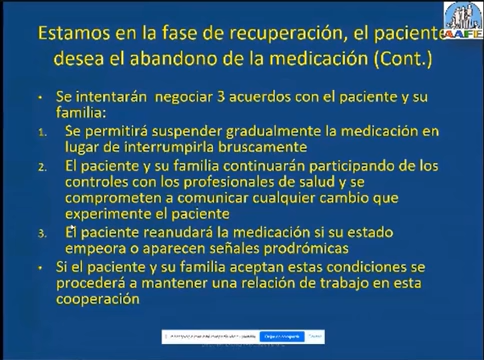 Estamos en la fase de recuperación, el paciente
desea el abandono de la medicación (Cont.)
AAFE
• Se intentarán negociar 3 acuerdos con el paciente y su
familia:
1. Se permitirá suspender gradualmente la medicación en
lugar de interrumpirla bruscamente
2. El paciente y su familia continuarán participando de los
controles con los profesionales de salud y se
comprometen a comunicar cualquier cambio que
experimente el paciente
3. El paciente reanudará la medicación si su estado
empeora o aparecen señales prodrómicas
• Si el paciente y su familia aceptan estas condiciones se
procederá a mantener una relación de trabajo en esta
cooperación